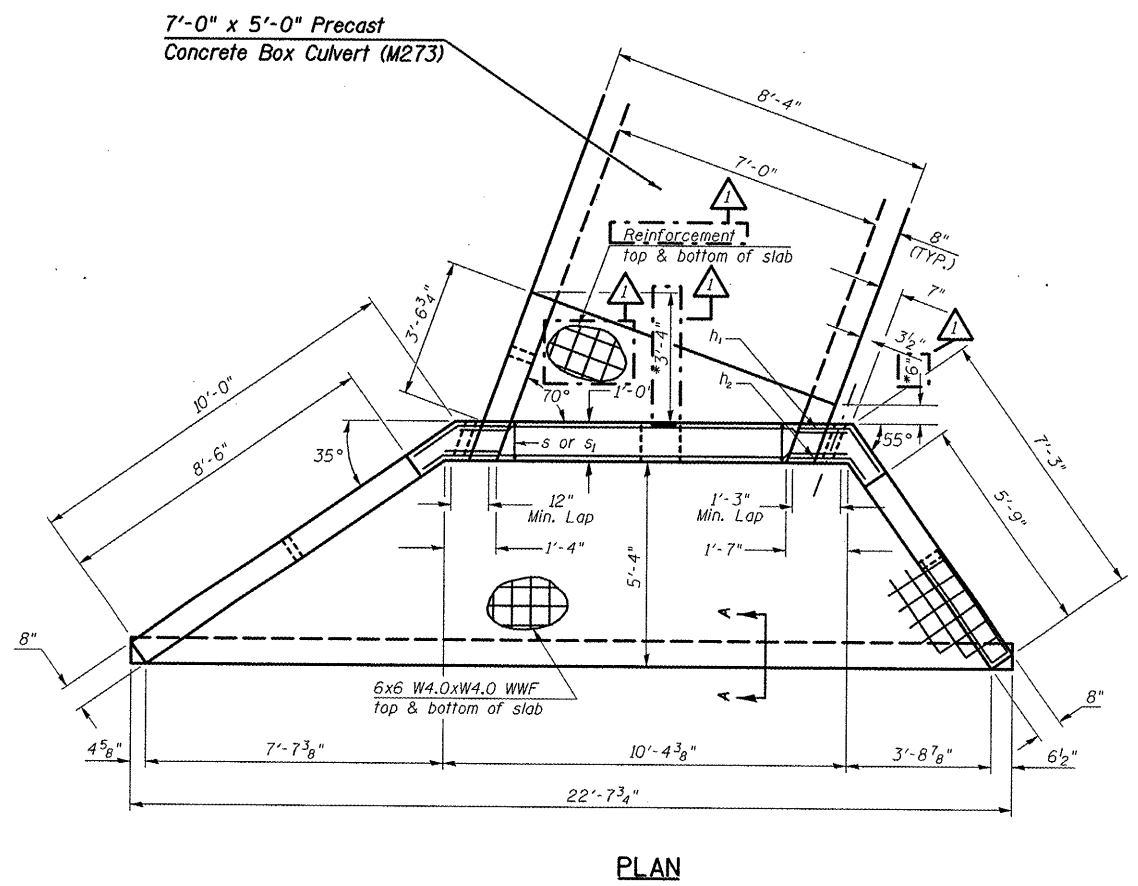 7'-0" x 5'-0" Precast
Concrete Box Culvert (M273)
8'-4"
7'-0"
1
Reinforcement
top & bottom of slab
8"
(TYP.)
1
1
7"
3½"
1
*6"
3'-6¾"
*3'-4"
h₁
h₂
10'-0"
8'-6"
70°
1'-0"
35°
s or s₁
55°
7'-3"
5'-9"
12"
Min. Lap
1'-3"
Min. Lap
1'-4"
1'-7"
5'-4"
A
A
8"
6x6 W4.0xW4.0 WWF
top & bottom of slab
8"
4⅝"
7'-7⅜"
10'-4⅜"
3'-8⅞"
6½"
22'-7¾"
PLAN